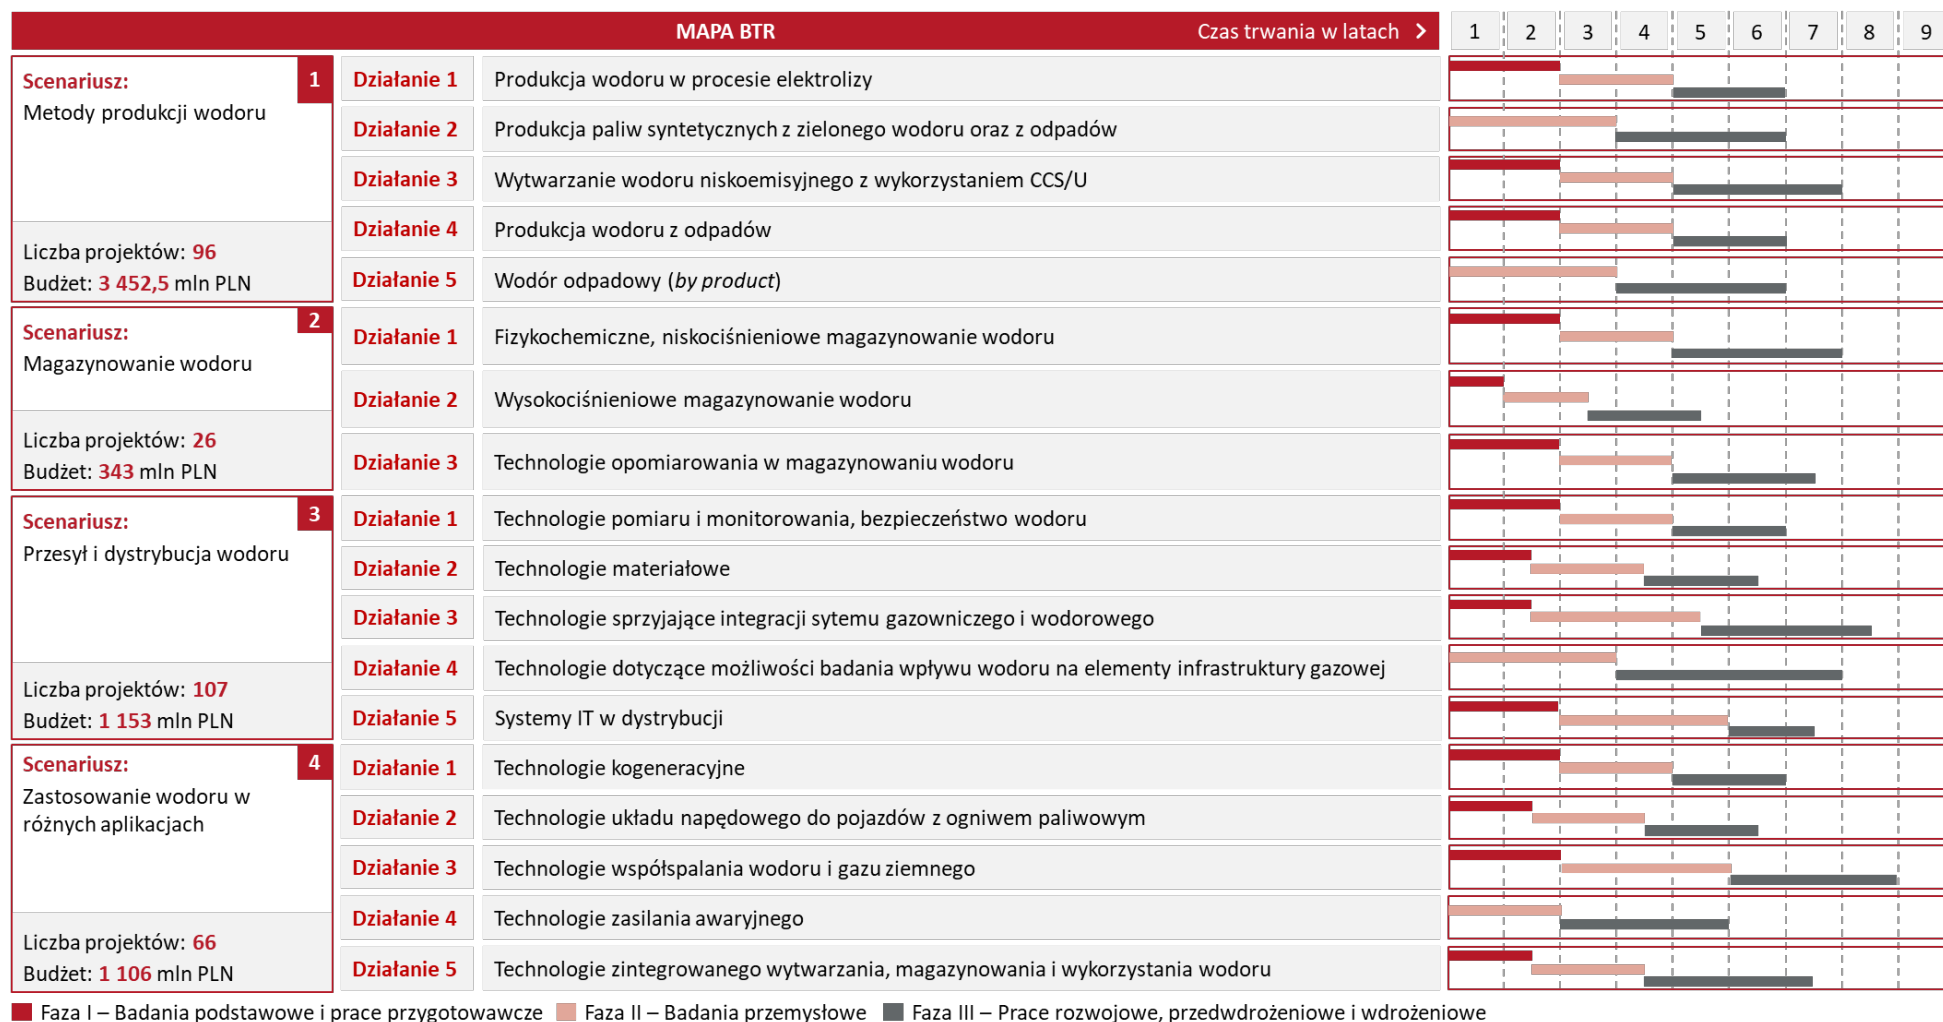 MAPA BTR
Czas trwania w latach >
1 2 3 4 5 6 7 8 9
Scenariusz: 1
Metody produkcji wodoru
Liczba projektów: 96
Budżet: 3 452,5 mln PLN
Działanie 1 Produkcja wodoru w procesie elektrolizy
Działanie 2 Produkcja paliw syntetycznych z zielonego wodoru oraz z odpadów
Działanie 3 Wytwarzanie wodoru niskoemisyjnego z wykorzystaniem CCS/U
Działanie 4 Produkcja wodoru z odpadów
Działanie 5 Wodór odpadowy (by product)
Scenariusz: 2
Magazynowanie wodoru
Liczba projektów: 26
Budżet: 343 mln PLN
Działanie 1 Fizykochemiczne, niskociśnieniowe magazynowanie wodoru
Działanie 2 Wysokociśnieniowe magazynowanie wodoru
Działanie 3 Technologie opomiarowania w magazynowaniu wodoru
Scenariusz: 3
Przesył i dystrybucja wodoru
Liczba projektów: 107
Budżet: 1 153 mln PLN
Działanie 1 Technologie pomiaru i monitorowania, bezpieczeństwo wodoru
Działanie 2 Technologie materiałowe
Działanie 3 Technologie sprzyjające integracji sytemu gazowniczego i wodorowego
Działanie 4 Technologie dotyczące możliwości badania wpływu wodoru na elementy infrastruktury gazowej
Działanie 5 Systemy IT w dystrybucji
Scenariusz: 4
Zastosowanie wodoru w
różnych aplikacjach
Liczba projektów: 66
Budżet: 1 106 mln PLN
Działanie 1 Technologie kogeneracyjne
Działanie 2 Technologie układu napędowego do pojazdów z ogniwem paliwowym
Działanie 3 Technologie współspalania wodoru i gazu ziemnego
Działanie 4 Technologie zasilania awaryjnego
Działanie 5 Technologie zintegrowanego wytwarzania, magazynowania i wykorzystania wodoru
Faza I – Badania podstawowe i prace przygotowawcze Faza II – Badania przemysłowe Faza III – Prace rozwojowe, przedwdrożeniowe i wdrożeniowe